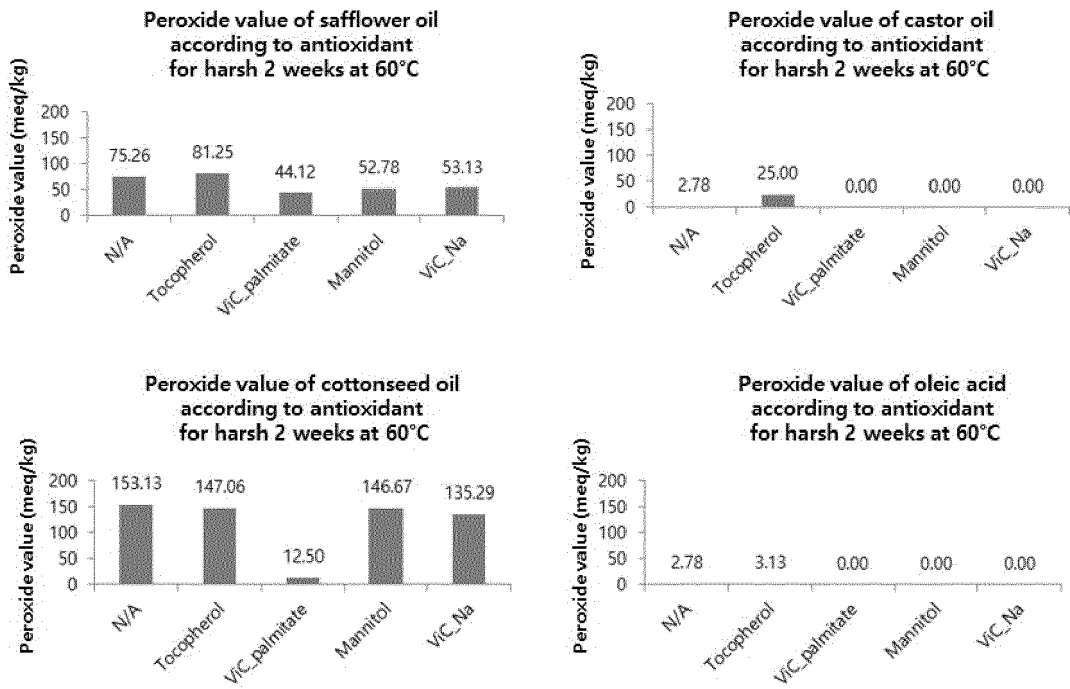 Peroxide value of safflower oil
according to antioxidant
for harsh 2 weeks at 60°C
Peroxide value (meq/kg)
200
150
100
50
0
75.26
81.25
44.12
52.78
53.13
N/A
Tocopherol
ViC_palmitate
Mannitol
ViC_Na
Peroxide value of castor oil
according to antioxidant
for harsh 2 weeks at 60°C
Peroxide value (meq/kg)
200
150
100
50
0
2.78
25.00
0.00
0.00
0.00
N/A
Tocopherol
ViC_palmitate
Mannitol
ViC_Na
Peroxide value of cottonseed oil
according to antioxidant
for harsh 2 weeks at 60°C
Peroxide value (meq/kg)
200
150
100
50
0
153.13
147.06
12.50
146.67
135.29
N/A
Tocopherol
ViC_palmitate
Mannitol
ViC_Na
Peroxide value of oleic acid
according to antioxidant
for harsh 2 weeks at 60°C
Peroxide value (meq/kg)
200
150
100
50
0
2.78
3.13
0.00
0.00
0.00
N/A
Tocopherol
ViC_palmitate
Mannitol
ViC_Na